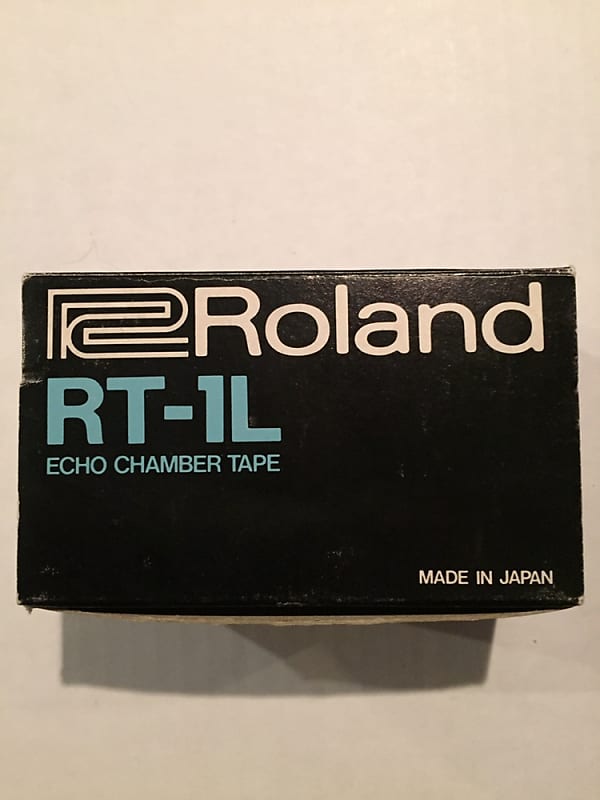 Roland
RT-1L
ECHO CHAMBER TAPE
MADE IN JAPAN